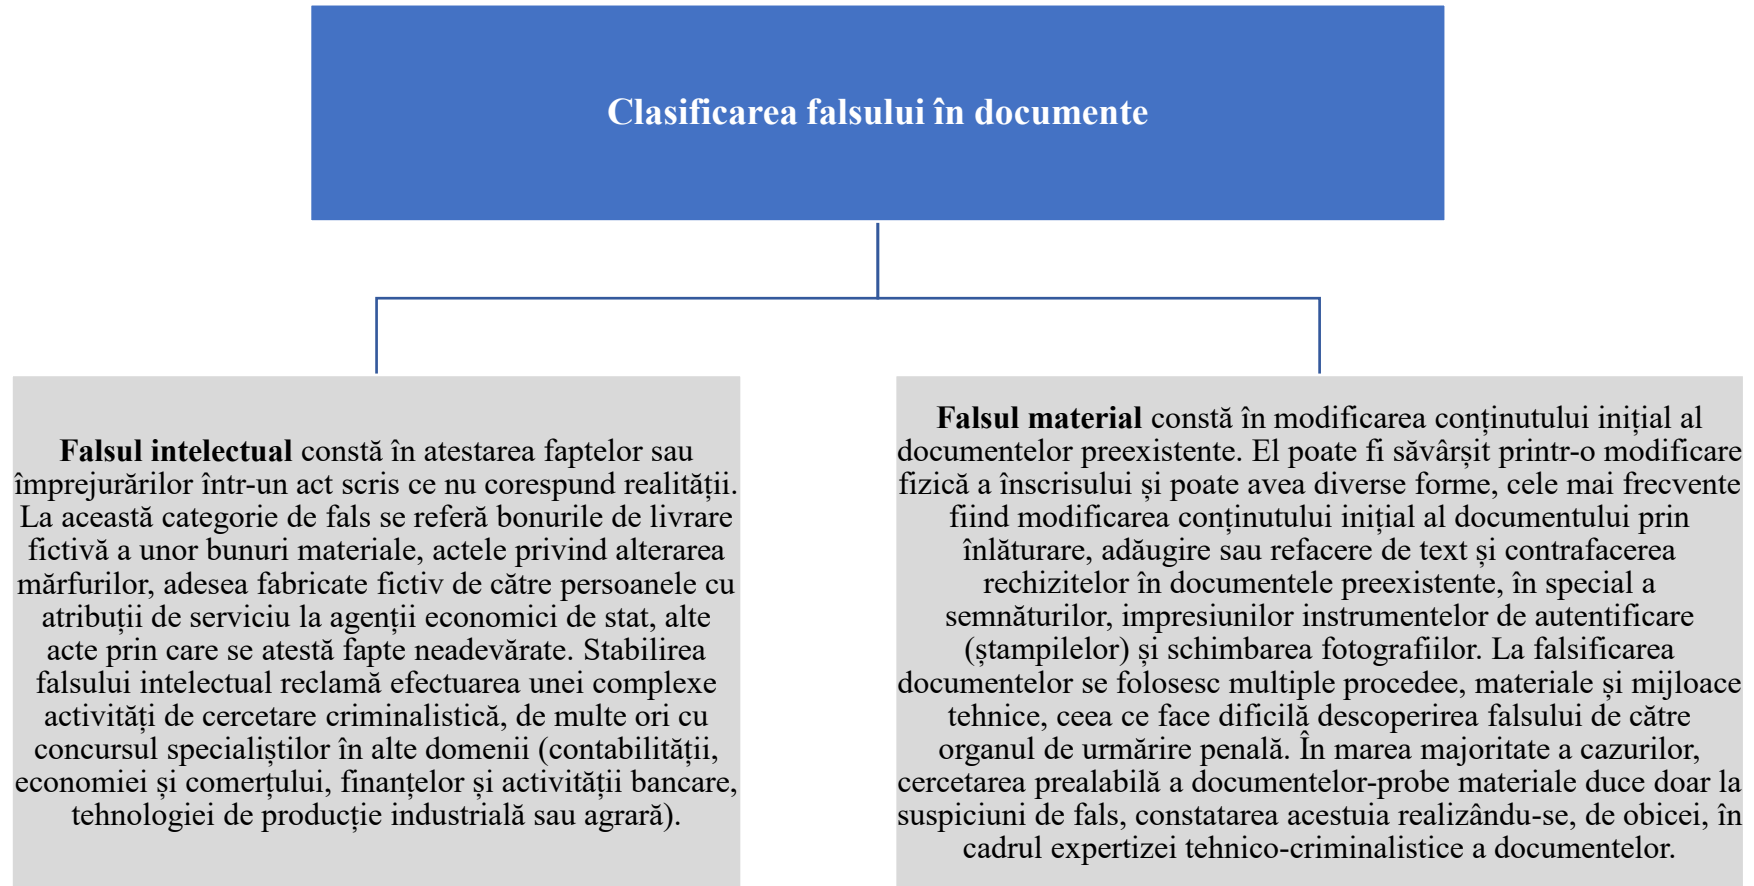 Clasificarea falsului în documente
Falsul intelectual constă în atestarea faptelor sau
împrejurărilor într-un act scris ce nu corespund realității.
La această categorie de fals se referă bonurile de livrare
fictivă a unor bunuri materiale, actele privind alterarea
mărfurilor, adesea fabricate fictiv de către persoanele cu
atribuții de serviciu la agenții economici de stat, alte
acte prin care se atestă fapte neadevărate. Stabilirea
falsului intelectual reclamă efectuarea unei complexe
activități de cercetare criminalistică, de multe ori cu
concursul specialiștilor în alte domenii (contabilității,
economiei și comerțului, finanțelor și activității bancare,
tehnologiei de producție industrială sau agrară).
Falsul material constă în modificarea conținutului inițial al
documentelor preexistente. El poate fi săvârșit printr-o modificare
fizică a înscrisului și poate avea diverse forme, cele mai frecvente
fiind modificarea conținutului inițial al documentului prin
înlăturare, adăugire sau refacere de text și contrafacerea
rechizitelor în documentele preexistente, în special a
semnăturilor, impresiunilor instrumentelor de autentificare
(ștampilelor) și schimbarea fotografiilor. La falsificarea
documentelor se folosesc multiple procedee, materiale și mijloace
tehnice, ceea ce face dificilă descoperirea falsului de către
organul de urmărire penală. În marea majoritate a cazurilor,
cercetarea prealabilă a documentelor-probe materiale duce doar la
suspiciuni de fals, constatarea acestuia realizându-se, de obicei, în
cadrul expertizei tehnico-criminalistice a documentelor.